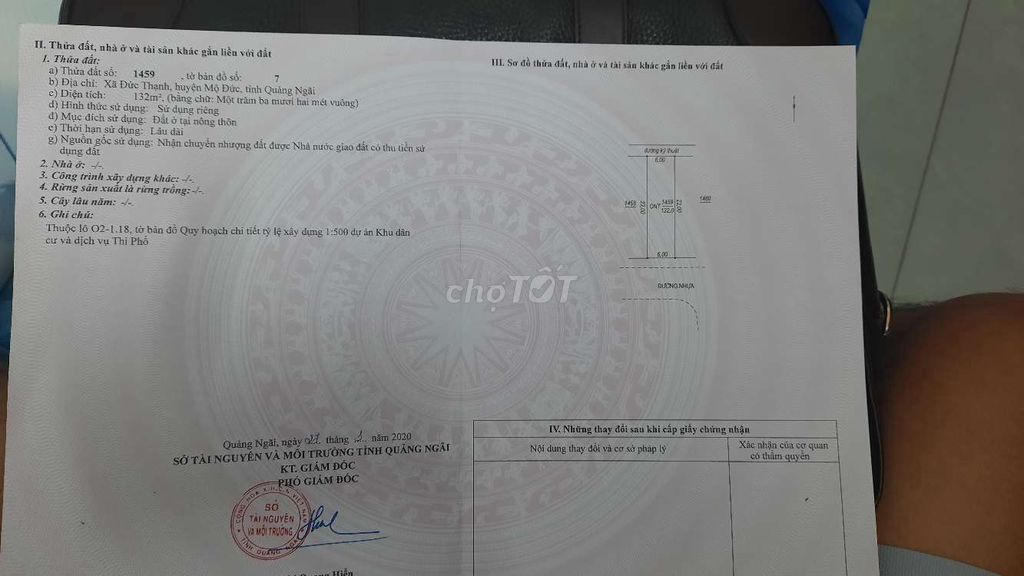 II. Thửa đất, nhà ở và tài sản khác gắn liền với đất
1. Thửa đất:
a) Thửa đất số: 1459 , tờ bản đồ số: 7
b) Địa chỉ: Xã Đức Thạnh, huyện Mộ Đức, tỉnh Quảng Ngãi
c) Diện tích: 132m², (bằng chữ: Một trăm ba mươi hai mét vuông)
d) Hình thức sử dụng: Sử dụng riêng
đ) Mục đích sử dụng: Đất ở tại nông thôn
e) Thời hạn sử dụng: Lâu dài
g) Nguồn gốc sử dụng: Nhận chuyển nhượng đất được Nhà nước giao đất có thu tiền sử
dụng đất
2. Nhà ở: -/-.
3. Công trình xây dựng khác: -/-.
4. Rừng sản xuất là rừng trồng:-/-.
5. Cây lâu năm: -/-.
6. Ghi chú:
Thuộc lô O2-1.18, tờ bản đồ Quy hoạch chi tiết tỷ lệ xây dựng 1:500 dự án Khu dân
cư và dịch vụ Thi Phổ
III. Sơ đồ thửa đất, nhà ở và tài sản khác gắn liền với đất
đường kỹ thuật
6,00
1458 22,00 ONT 1459 22,00 1460
132,0
6,00
ĐƯỜNG NHỰA
chợTỐT
Quảng Ngãi, ngày tháng năm 2020
SỞ TÀI NGUYÊN VÀ MÔI TRƯỜNG TỈNH QUẢNG NGÃI
KT. GIÁM ĐỐC
PHÓ GIÁM ĐỐC
CỘNG HÒA X.H.C.N VIỆT NAM
SỞ
TÀI NGUYÊN
VÀ MÔI TRƯỜNG
TỈNH QUẢNG NGÃI
Quang Hiển
IV. Những thay đổi sau khi cấp giấy chứng nhận
Nội dung thay đổi và cơ sở pháp lý
Xác nhận của cơ quan
có thẩm quyền